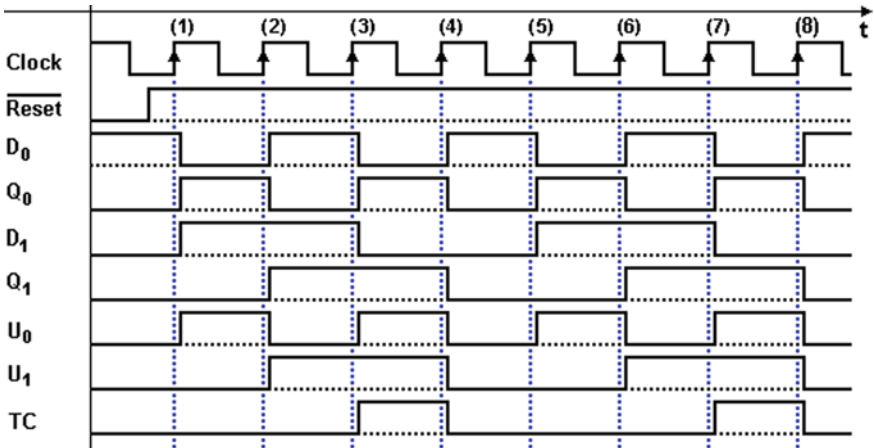 (1) (2) (3) (4) (5) (6) (7) (8)
t
Clock
Reset
D0
Q0
D1
Q1
U0
U1
TC